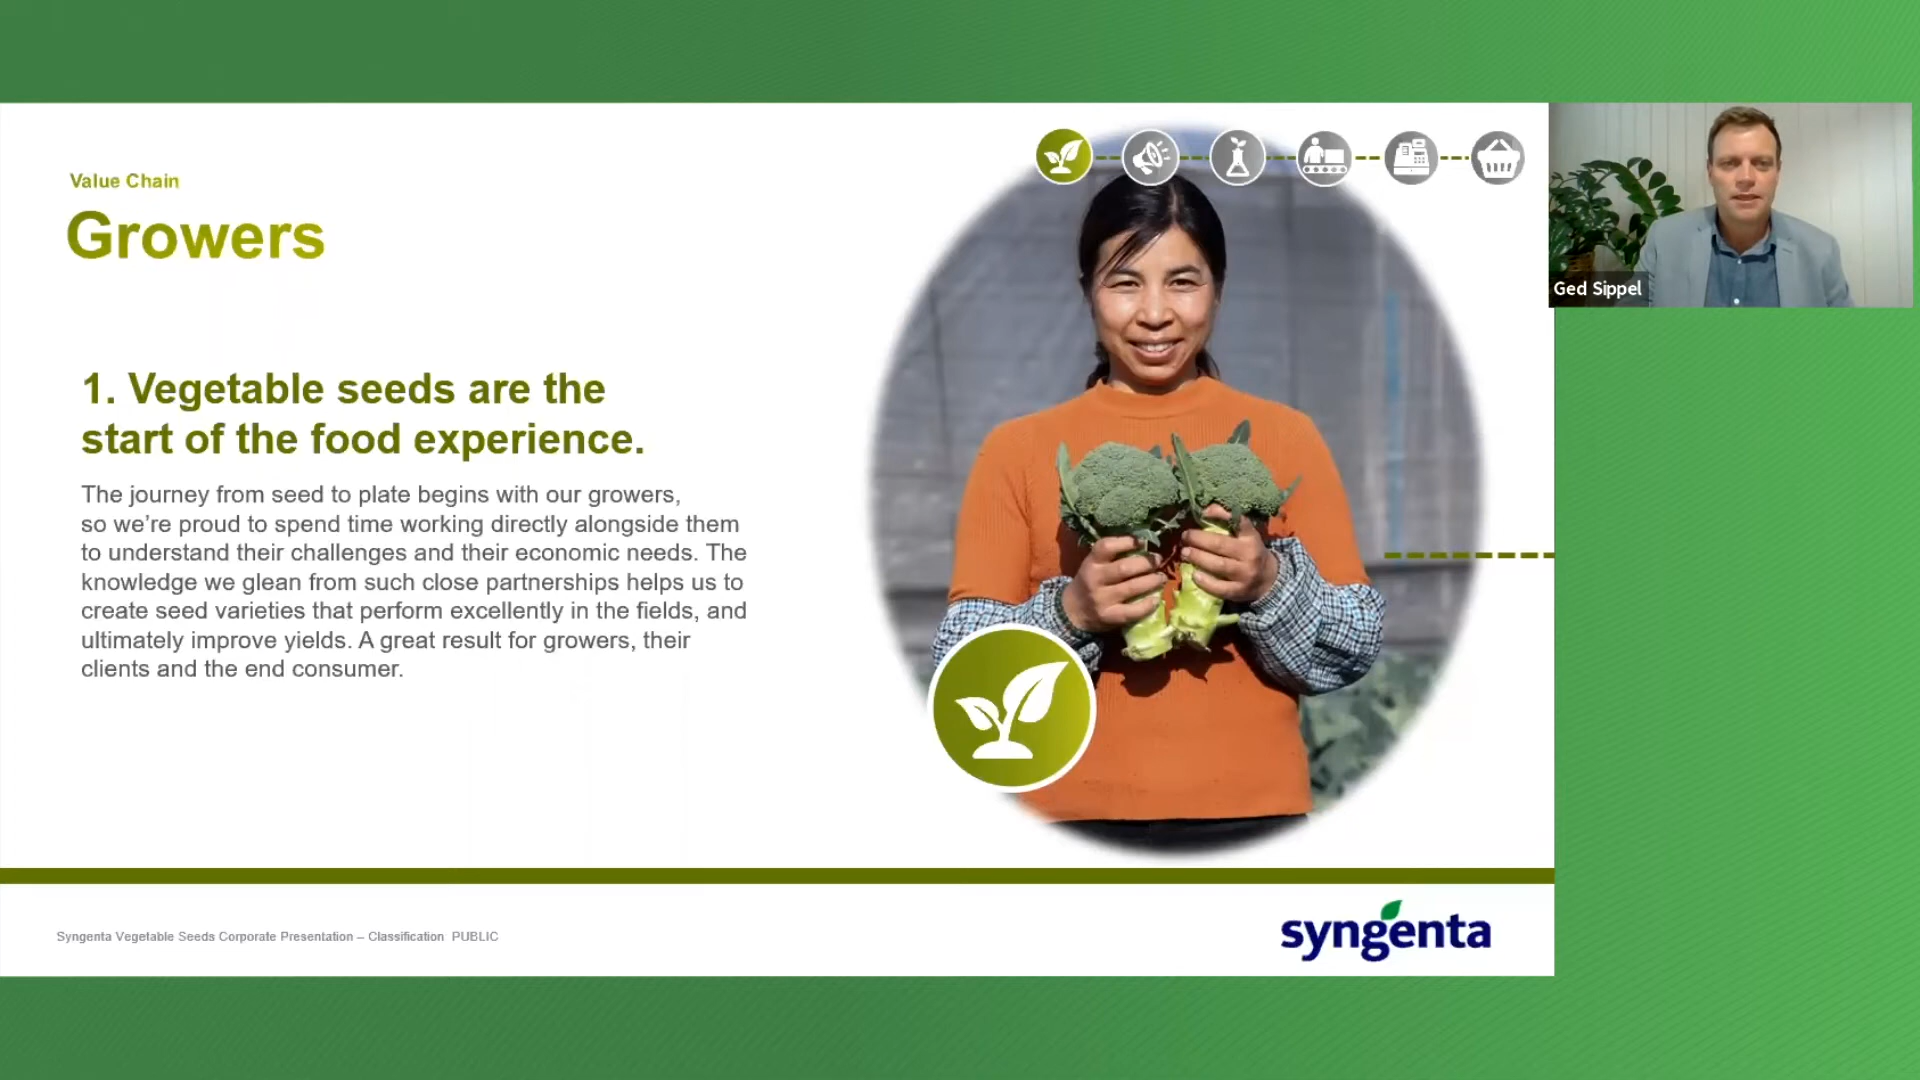 Value Chain
Growers
1. Vegetable seeds are the
start of the food experience.
The journey from seed to plate begins with our growers,
so we’re proud to spend time working directly alongside them
to understand their challenges and their economic needs. The
knowledge we glean from such close partnerships helps us to
create seed varieties that perform excellently in the fields, and
ultimately improve yields. A great result for growers, their
clients and the end consumer.
Ged Sippel
Syngenta Vegetable Seeds Corporate Presentation – Classification PUBLIC
syngenta